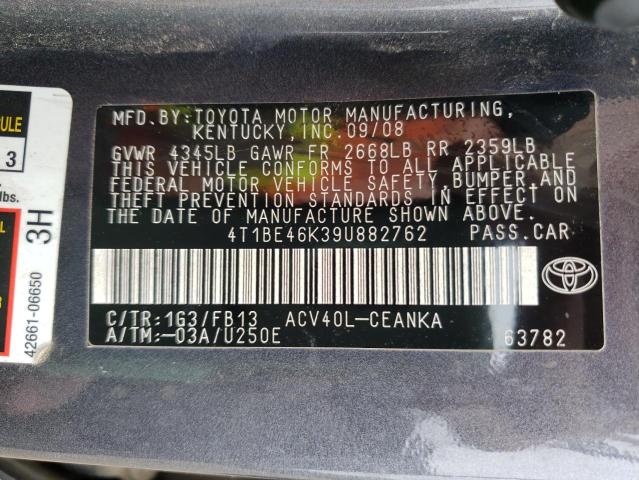 MFD.BY:TOYOTA MOTOR MANUFACTURING,
KENTUCKY,INC.09/08
GVWR 4345LB GAWR FR 2668LB RR 2359LB
THIS VEHICLE CONFORMS TO ALL APPLICABLE
FEDERAL MOTOR VEHICLE SAFETY,BUMPER,AND
THEFT PREVENTION STANDARDS IN EFFECT ON
THE DATE OF MANUFACTURE SHOWN ABOVE.
4T1BE46K39U882762 PASS.CAR
C/TR:1G3/FB13 ACV40L-CEANKA
A/TM:-03A/U250E 63782
3
lbs.
3H
42661-06650